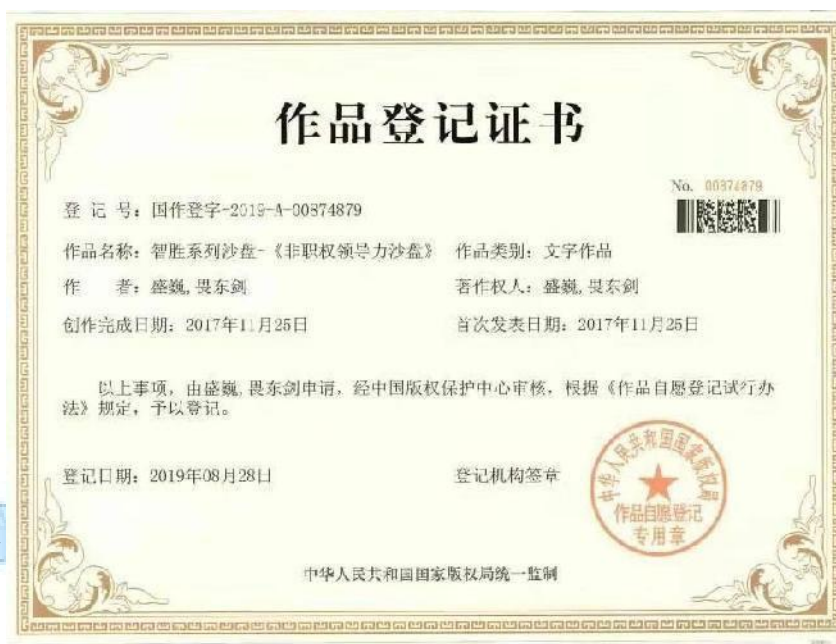 作品登记证书
No. 00874879
登 记 号：国作登字-2019-A-00874879
作品名称：智胜系列沙盘-《非职权领导力沙盘》 作品类别：文字作品
作 者：盛巍,晁东剑 著作权人：盛巍,晁东剑
创作完成日期：2017年11月25日 首次发表日期：2017年11月25日
以上事项，由盛巍,晁东剑申请，经中国版权保护中心审核，根据《作品自愿登记试行办
法》规定，予以登记。
登记日期：2019年08月28日 登记机构签章
中华人民共和国国家版权局
作品自愿登记
专用章
中华人民共和国国家版权局统一监制